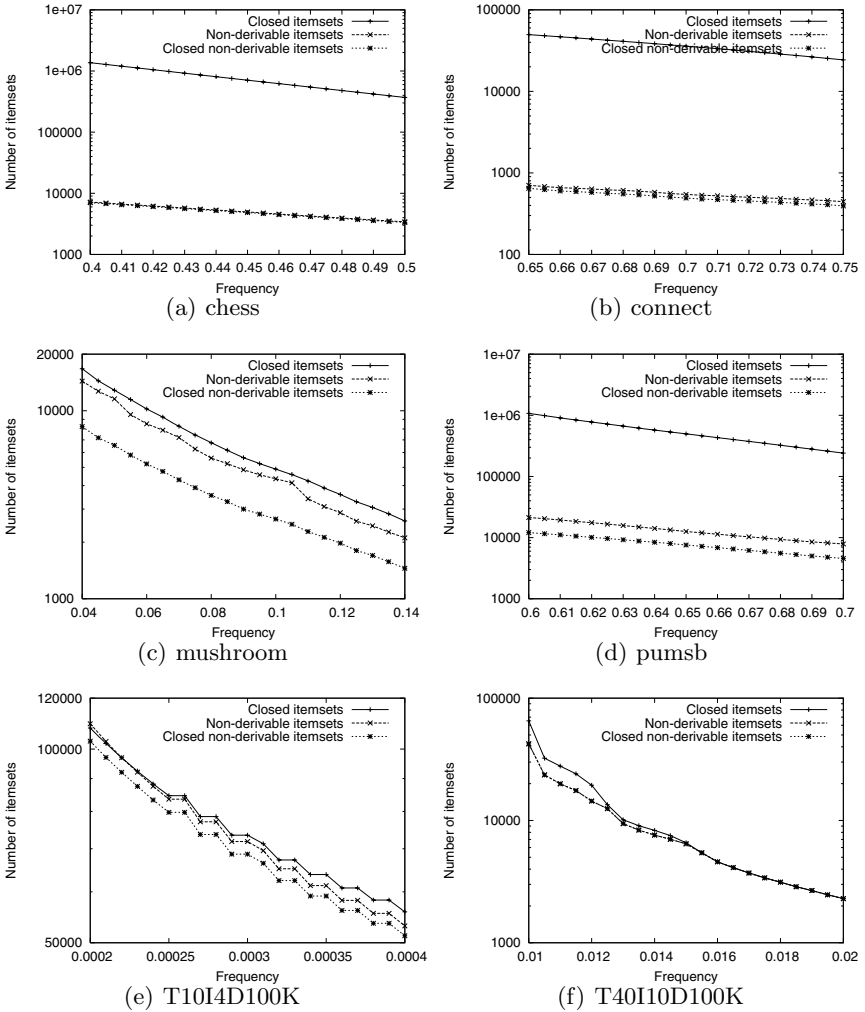 1e+07
1e+06
100000
10000
1000
Number of itemsets
Closed itemsets
Non-derivable itemsets
Closed non-derivable itemsets
0.4 0.41 0.42 0.43 0.44 0.45 0.46 0.47 0.48 0.49 0.5
Frequency
(a) chess
100000
10000
1000
100
Number of itemsets
Closed itemsets
Non-derivable itemsets
Closed non-derivable itemsets
0.65 0.66 0.67 0.68 0.69 0.7 0.71 0.72 0.73 0.74 0.75
Frequency
(b) connect
20000
10000
1000
Number of itemsets
Closed itemsets
Non-derivable itemsets
Closed non-derivable itemsets
0.04 0.06 0.08 0.1 0.12 0.14
Frequency
(c) mushroom
1e+07
1e+06
100000
10000
1000
Number of itemsets
Closed itemsets
Non-derivable itemsets
Closed non-derivable itemsets
0.6 0.61 0.62 0.63 0.64 0.65 0.66 0.67 0.68 0.69 0.7
Frequency
(d) pumsb
120000
100000
50000
Number of itemsets
Closed itemsets
Non-derivable itemsets
Closed non-derivable itemsets
0.0002 0.00025 0.0003 0.00035 0.0004
Frequency
(e) T10I4D100K
100000
10000
1000
Number of itemsets
Closed itemsets
Non-derivable itemsets
Closed non-derivable itemsets
0.01 0.012 0.014 0.016 0.018 0.02
Frequency
(f) T40I10D100K